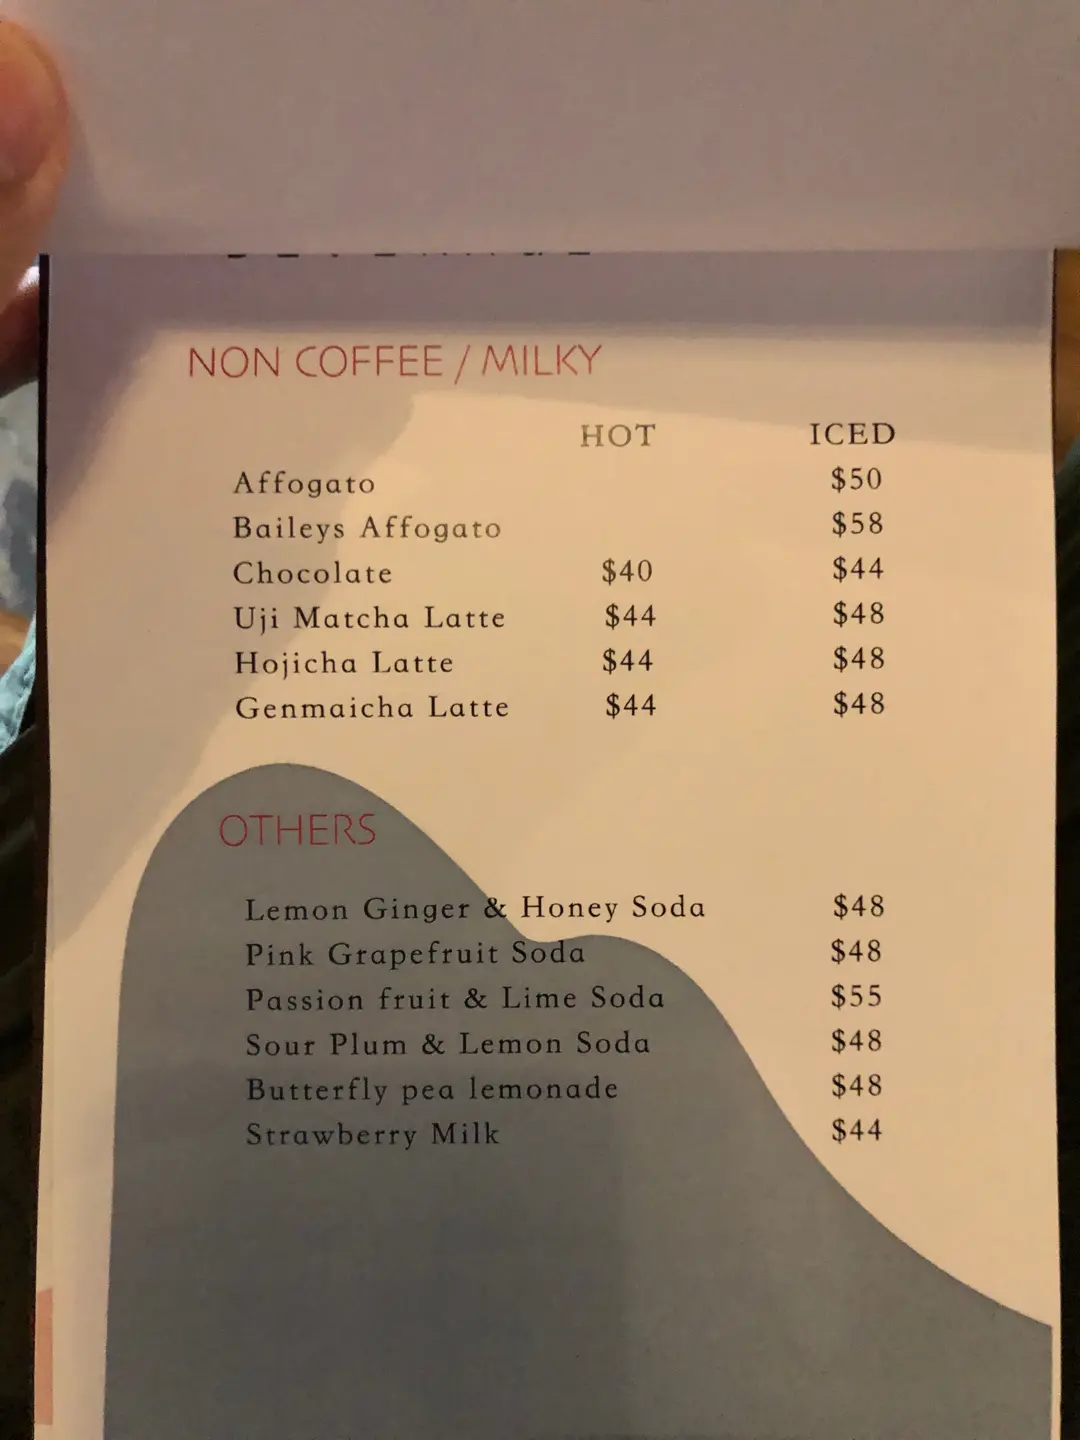 NON COFFEE / MILKY
HOT ICED
Affogato $50
Baileys Affogato $58
Chocolate $40 $44
Uji Matcha Latte $44 $48
Hojicha Latte $44 $48
Genmaicha Latte $44 $48
OTHERS
Lemon Ginger & Honey Soda $48
Pink Grapefruit Soda $48
Passion fruit & Lime Soda $55
Sour Plum & Lemon Soda $48
Butterfly pea lemonade $48
Strawberry Milk $44